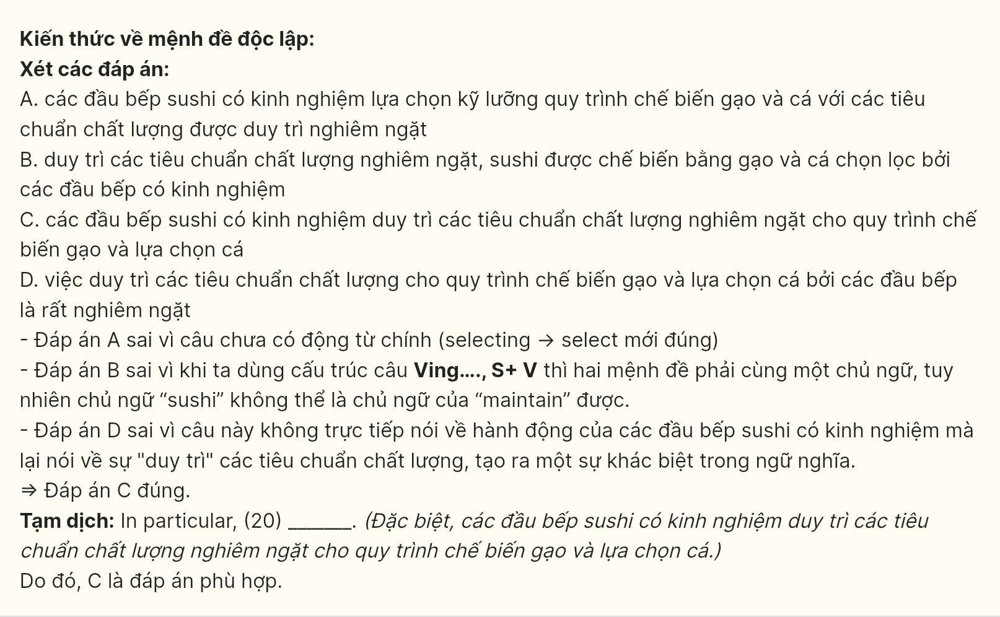 Kiến thức về mệnh đề độc lập:
Xét các đáp án:
A. các đầu bếp sushi có kinh nghiệm lựa chọn kỹ lưỡng quy trình chế biến gạo và cá với các tiêu
chuẩn chất lượng được duy trì nghiêm ngặt
B. duy trì các tiêu chuẩn chất lượng nghiêm ngặt, sushi được chế biến bằng gạo và cá chọn lọc bởi
các đầu bếp có kinh nghiệm
C. các đầu bếp sushi có kinh nghiệm duy trì các tiêu chuẩn chất lượng nghiêm ngặt cho quy trình chế
biến gạo và lựa chọn cá
D. việc duy trì các tiêu chuẩn chất lượng cho quy trình chế biến gạo và lựa chọn cá bởi các đầu bếp
là rất nghiêm ngặt
- Đáp án A sai vì câu chưa có động từ chính (selecting → select mới đúng)
- Đáp án B sai vì khi ta dùng cấu trúc câu Ving...., S+ V thì hai mệnh đề phải cùng một chủ ngữ, tuy
nhiên chủ ngữ “sushi” không thể là chủ ngữ của “maintain” được.
- Đáp án D sai vì câu này không trực tiếp nói về hành động của các đầu bếp sushi có kinh nghiệm mà
lại nói về sự "duy trì" các tiêu chuẩn chất lượng, tạo ra một sự khác biệt trong ngữ nghĩa.
⇒ Đáp án C đúng.
Tạm dịch: In particular, (20) _______. (Đặc biệt, các đầu bếp sushi có kinh nghiệm duy trì các tiêu
chuẩn chất lượng nghiêm ngặt cho quy trình chế biến gạo và lựa chọn cá.)
Do đó, C là đáp án phù hợp.